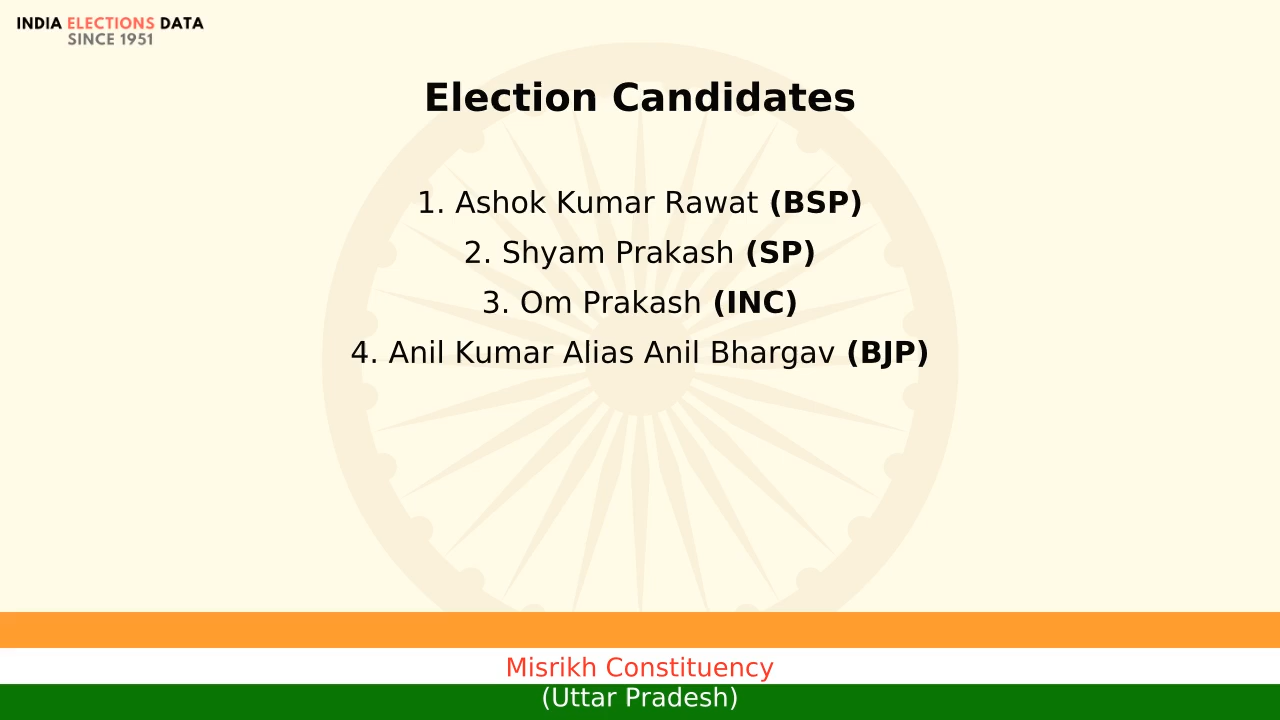 INDIA ELECTIONS DATA
SINCE 1951
Election Candidates
1. Ashok Kumar Rawat (BSP)
2. Shyam Prakash (SP)
3. Om Prakash (INC)
4. Anil Kumar Alias Anil Bhargav (BJP)
Misrikh Constituency
(Uttar Pradesh)